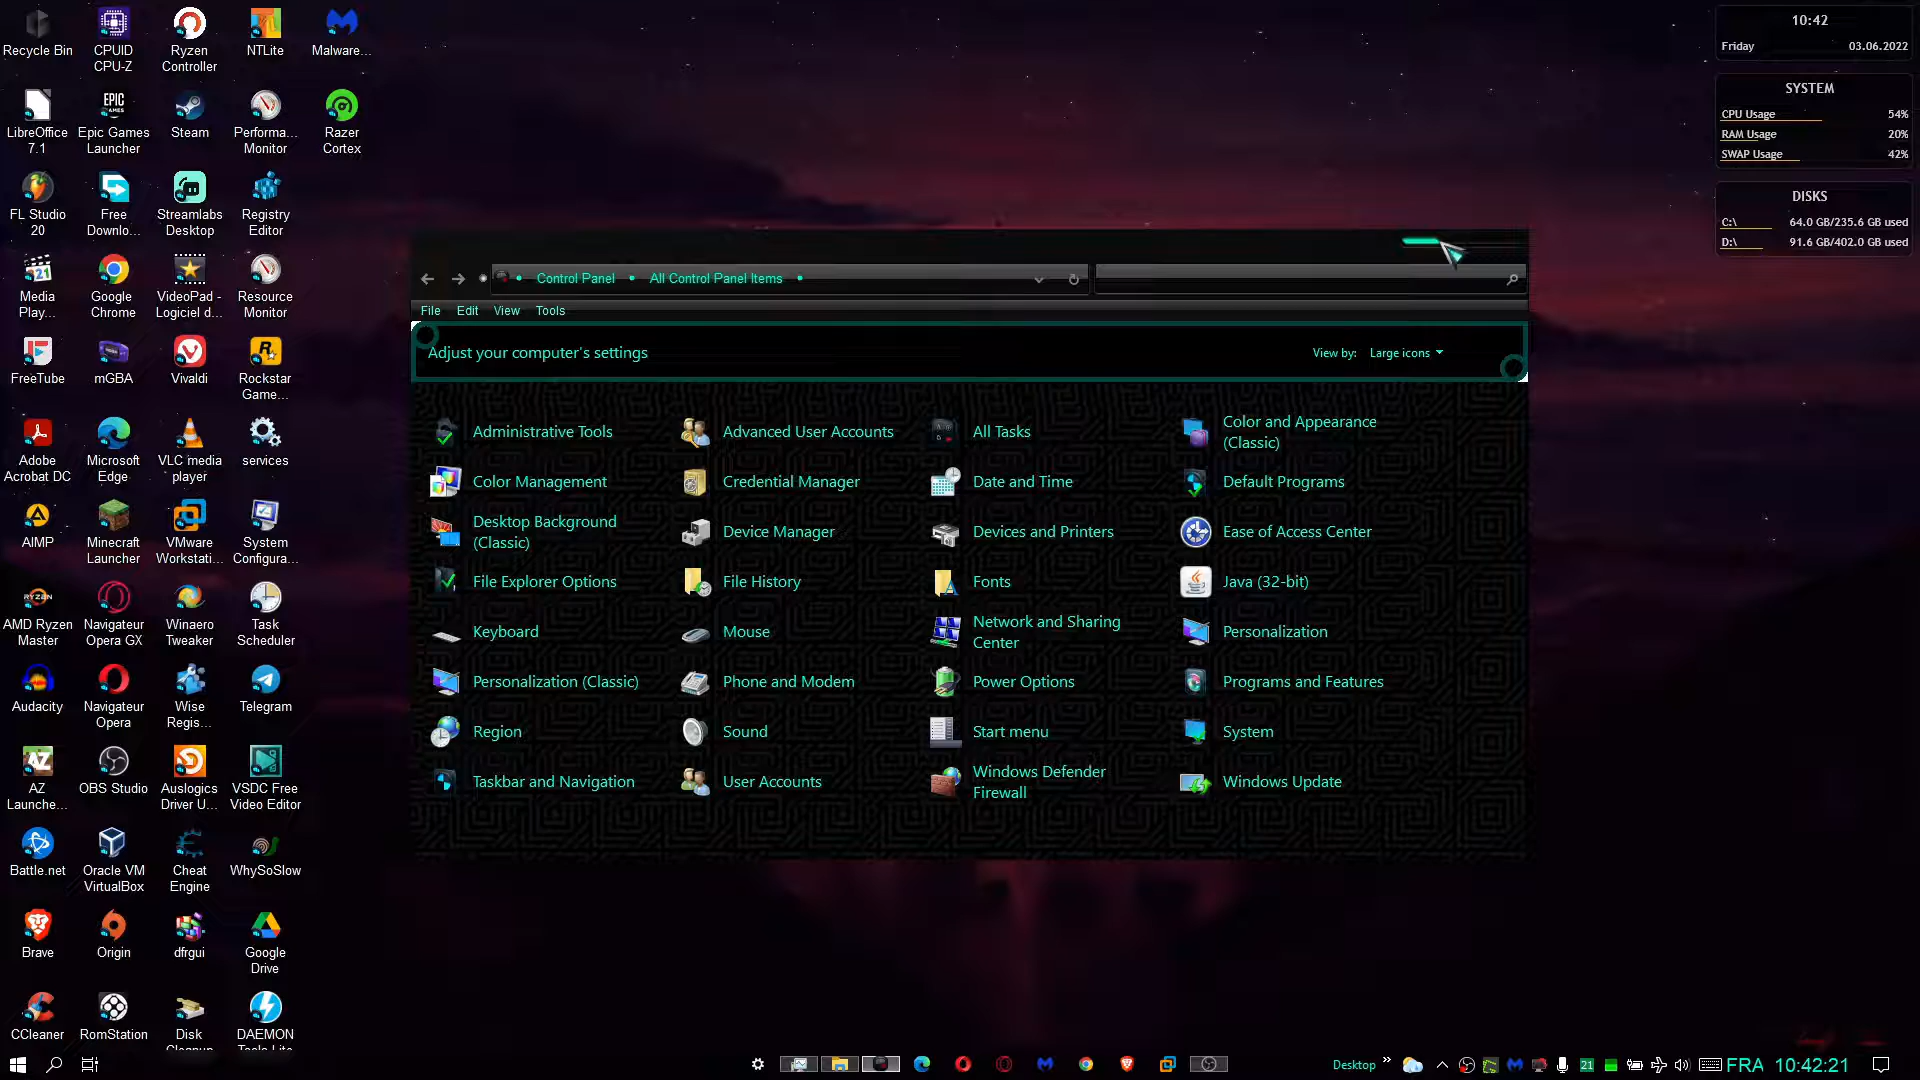 Recycle Bin
CPUID
CPU-Z
Ryzen
Controller
NTLite
Malware...
LibreOffice
7.1
Epic Games
Launcher
Steam
Performa...
Monitor
Razer
Cortex
FL Studio
20
Free
Downlo...
Streamlabs
Desktop
Registry
Editor
Media
Play...
Google
Chrome
VideoPad -
Logiciel d...
Resource
Monitor
FreeTube
mGBA
Vivaldi
Rockstar
Game...
Adobe
Acrobat DC
Microsoft
Edge
VLC media
player
services
AIMP
Minecraft
Launcher
VMware
Workstati...
System
Configura...
AMD Ryzen
Master
Navigateur
Opera GX
Winaero
Tweaker
Task
Scheduler
Audacity
Navigateur
Opera
Wise
Regis...
Telegram
AZ
Launche...
OBS Studio
Auslogics
Driver U...
VSDC Free
Video Editor
Battle.net
Oracle VM
VirtualBox
Cheat
Engine
WhySoSlow
Brave
Origin
dfrgui
Google
Drive
CCleaner
RomStation
Disk
Cleanup
DAEMON
Tools Lite
10:42
Friday 03.06.2022
SYSTEM
CPU Usage 54%
RAM Usage 20%
SWAP Usage 42%
DISKS
C:\ 64.0 GB/235.6 GB used
D:\ 91.6 GB/402.0 GB used
Control Panel • All Control Panel Items •
File Edit View Tools
Adjust your computer's settings
View by: Large icons
Administrative Tools
Advanced User Accounts
All Tasks
Color and Appearance
(Classic)
Color Management
Credential Manager
Date and Time
Default Programs
Desktop Background
(Classic)
Device Manager
Devices and Printers
Ease of Access Center
File Explorer Options
File History
Fonts
Java (32-bit)
Keyboard
Mouse
Network and Sharing
Center
Personalization
Personalization (Classic)
Phone and Modem
Power Options
Programs and Features
Region
Sound
Start menu
System
Taskbar and Navigation
User Accounts
Windows Defender
Firewall
Windows Update
Desktop » 21 FRA 10:42:21